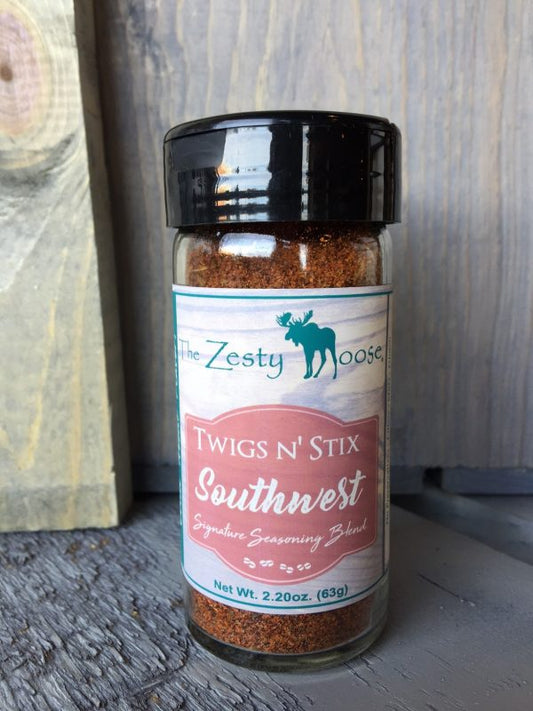 The Zesty Moose
TWIGS N' STIX
Southwest
Signature Seasoning Blend
Net Wt. 2.20oz. (63g)